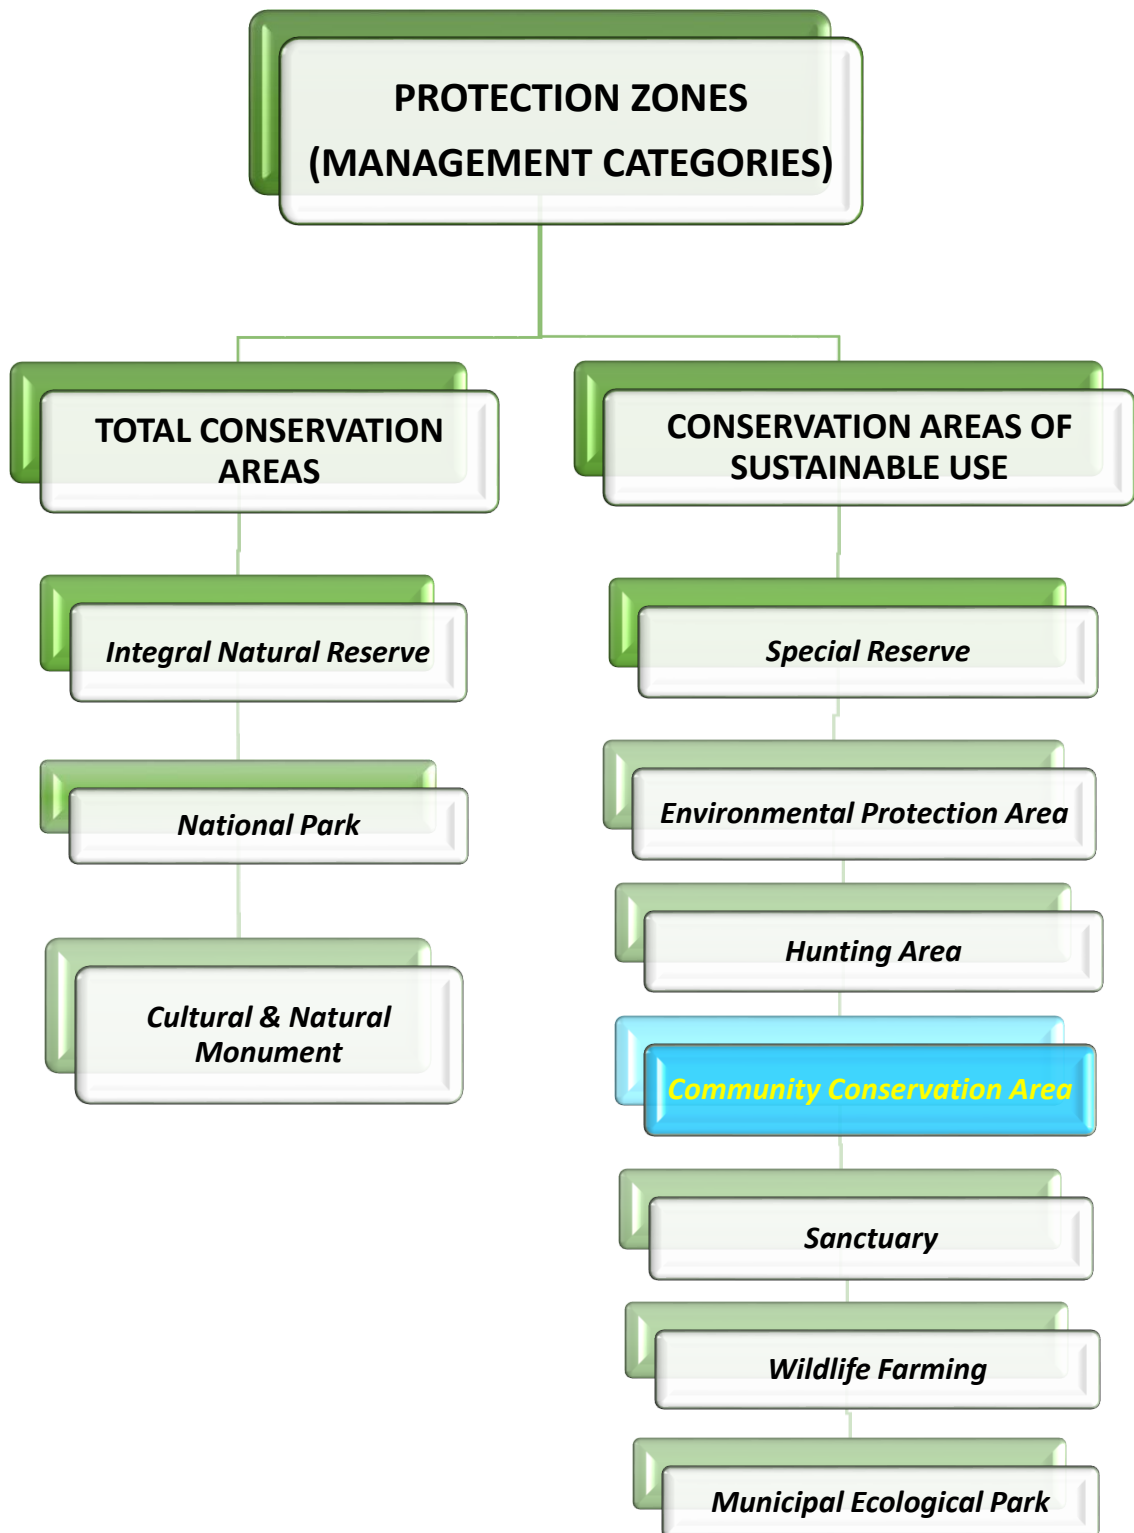 PROTECTION ZONES
(MANAGEMENT CATEGORIES)
TOTAL CONSERVATION
AREAS
Integral Natural Reserve
National Park
Cultural & Natural
Monument
CONSERVATION AREAS OF
SUSTAINABLE USE
Special Reserve
Environmental Protection Area
Hunting Area
Community Conservation Area
Sanctuary
Wildlife Farming
Municipal Ecological Park